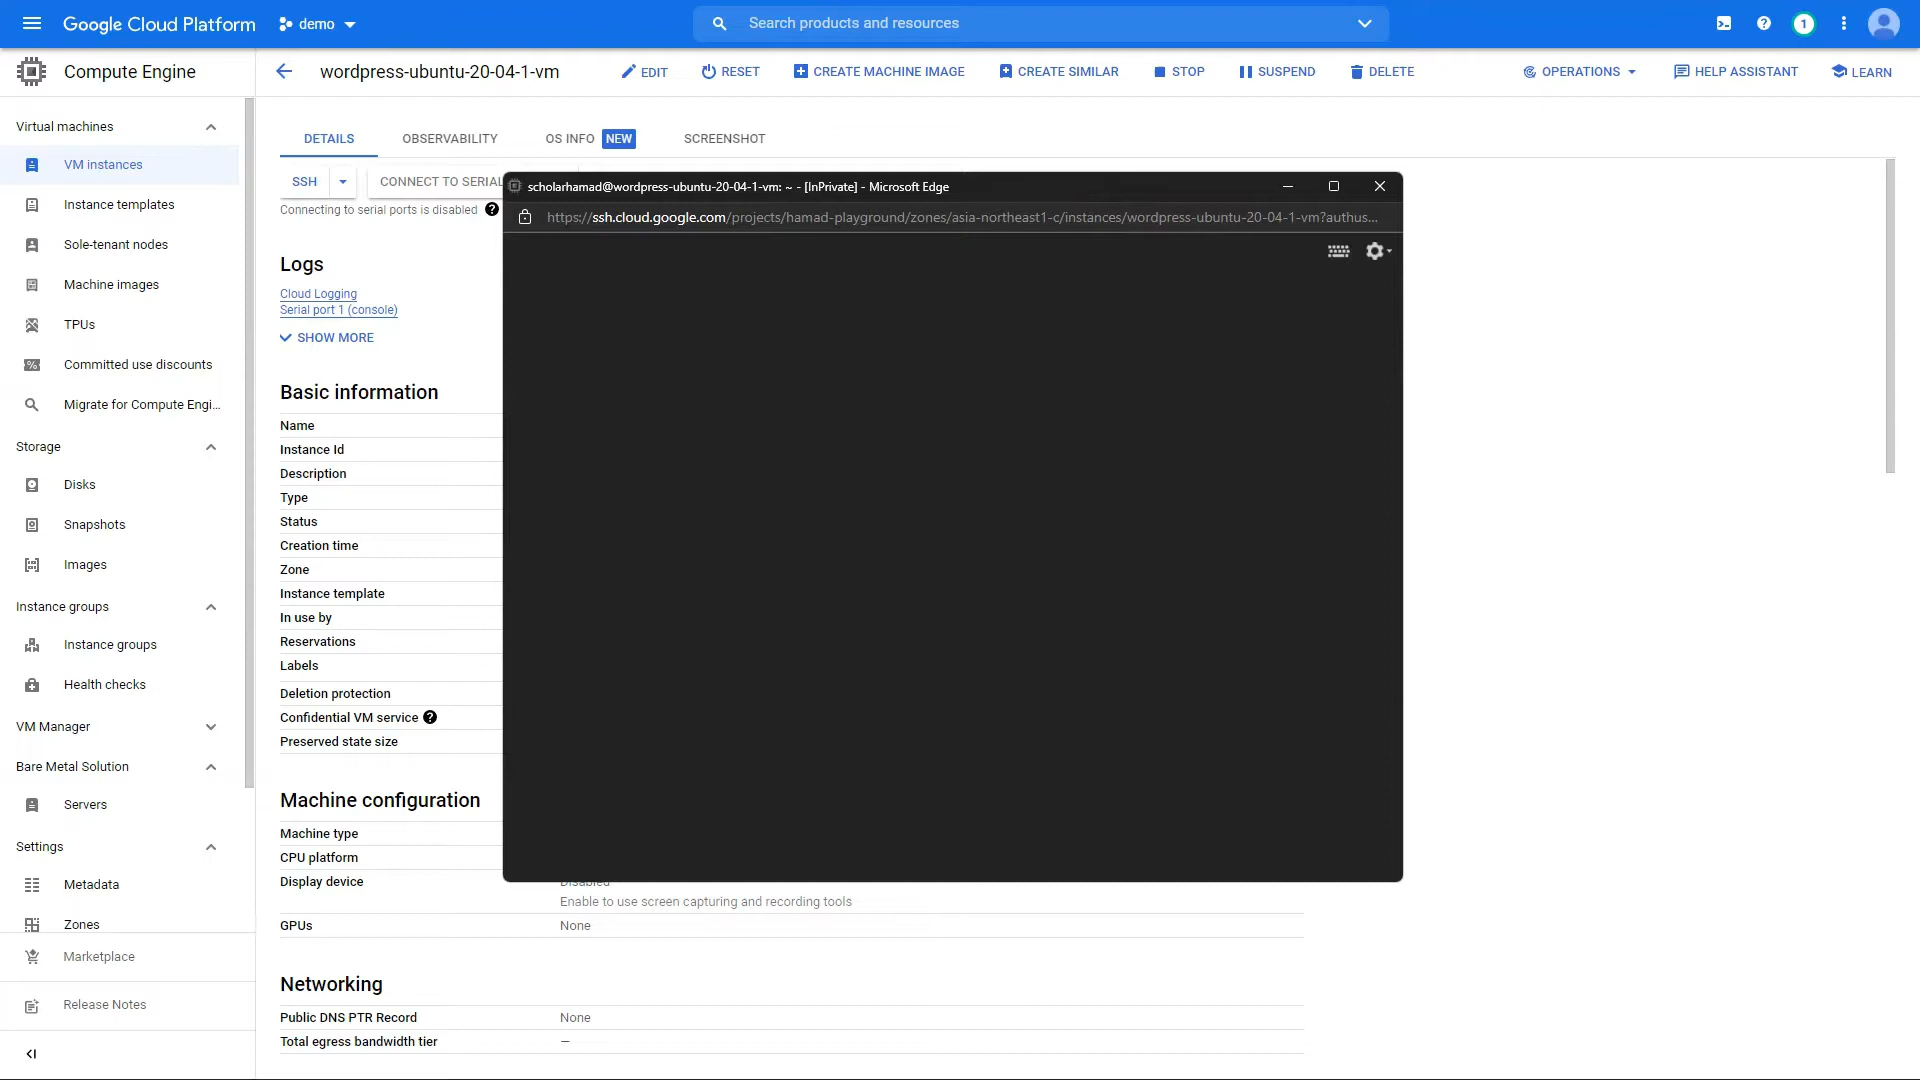 Google Cloud Platform
demo
Search products and resources
1
Compute Engine
wordpress-ubuntu-20-04-1-vm
EDIT
RESET
CREATE MACHINE IMAGE
CREATE SIMILAR
STOP
SUSPEND
DELETE
OPERATIONS
HELP ASSISTANT
LEARN
Virtual machines
VM instances
Instance templates
Sole-tenant nodes
Machine images
TPUs
Committed use discounts
Migrate for Compute Engi...
Storage
Disks
Snapshots
Images
Instance groups
Instance groups
Health checks
VM Manager
Bare Metal Solution
Servers
Settings
Metadata
Zones
Marketplace
Release Notes
DETAILS
OBSERVABILITY
OS INFO NEW
SCREENSHOT
SSH
CONNECT TO SERIAL
Connecting to serial ports is disabled
Logs
Cloud Logging
Serial port 1 (console)
SHOW MORE
Basic information
Name
Instance Id
Description
Type
Status
Creation time
Zone
Instance template
In use by
Reservations
Labels
Deletion protection
Confidential VM service
Preserved state size
Machine configuration
Machine type
CPU platform
Display device
Disabled
Enable to use screen capturing and recording tools
GPUs
None
Networking
Public DNS PTR Record
None
Total egress bandwidth tier
—
scholarhamad@wordpress-ubuntu-20-04-1-vm: ~ - [InPrivate] - Microsoft Edge
https://ssh.cloud.google.com/projects/hamad-playground/zones/asia-northeast1-c/instances/wordpress-ubuntu-20-04-1-vm?authus...